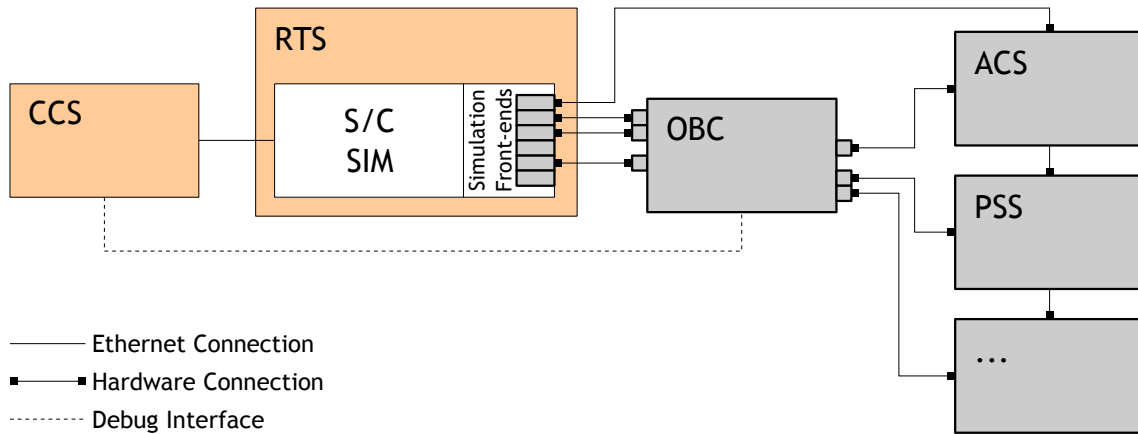 RTS
CCS
S/C
SIM
Simulation
Front-ends
OBC
ACS
PSS
...
Ethernet Connection
Hardware Connection
Debug Interface